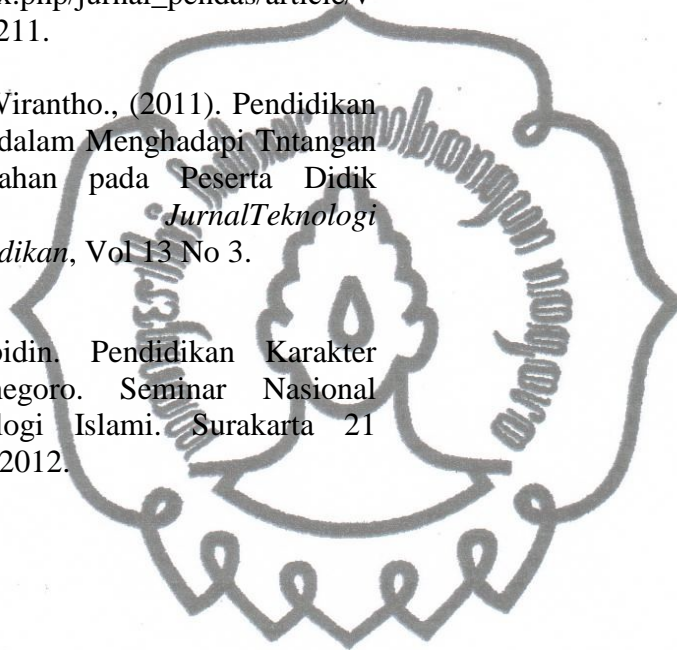 x.php/jurnal_pendas/article/v
211.
Wirantho., (2011). Pendidikan
dalam Menghadapi Tntangan
ahan pada Peserta Didik
JurnalTeknologi
dikan, Vol 13 No 3.
bidin. Pendidikan Karakter
negoro. Seminar Nasional
logi Islami. Surakarta 21
2012.